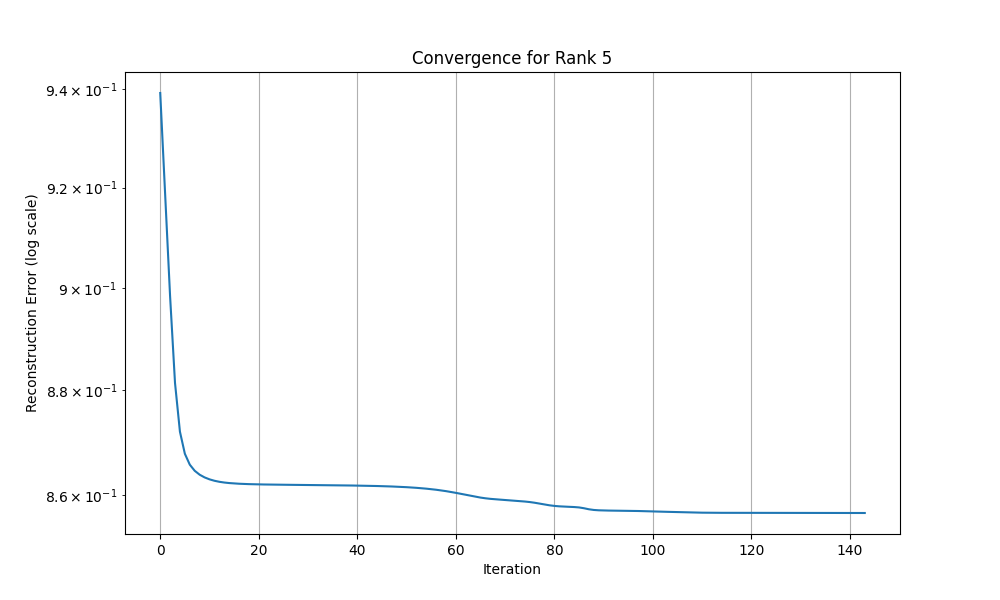 Convergence for Rank 5
Reconstruction Error (log scale)
9.4 × 10⁻¹
9.2 × 10⁻¹
9 × 10⁻¹
8.8 × 10⁻¹
8.6 × 10⁻¹
0 20 40 60 80 100 120 140
Iteration